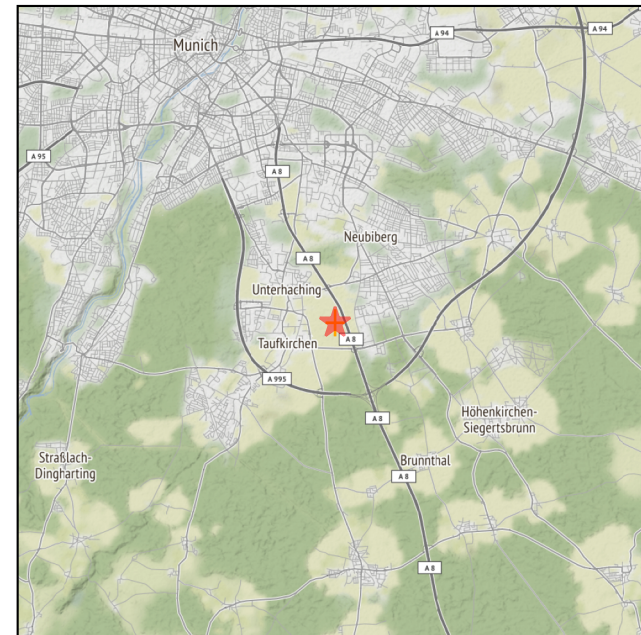 Munich
A 94
A 94
A 95
A 8
Neubiberg
A 8
Unterhaching
A 8
Taufkirchen
A 995
A 8
Höhenkirchen-
Siegertsbrunn
Straßlach-
Dingharting
Brunnthal
A 8
A 8